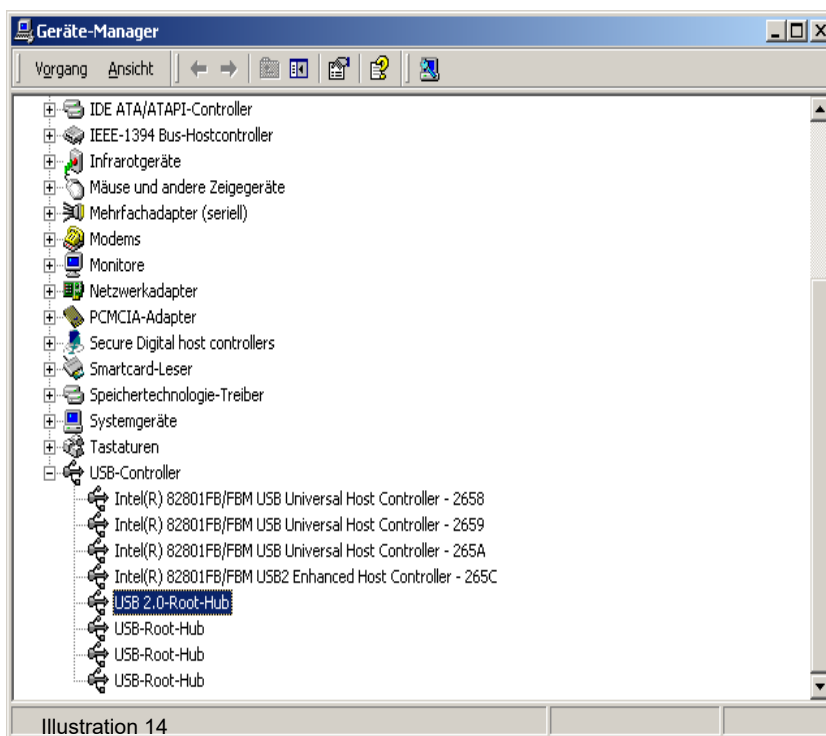 Geräte-Manager
Vorgang Ansicht
IDE ATA/ATAPI-Controller
IEEE-1394 Bus-Hostcontroller
Infrarotgeräte
Mäuse und andere Zeigegeräte
Mehrfachadapter (seriell)
Modems
Monitore
Netzwerkadapter
PCMCIA-Adapter
Secure Digital host controllers
Smartcard-Leser
Speichertechnologie-Treiber
Systemgeräte
Tastaturen
USB-Controller
Intel(R) 82801FB/FBM USB Universal Host Controller - 2658
Intel(R) 82801FB/FBM USB Universal Host Controller - 2659
Intel(R) 82801FB/FBM USB Universal Host Controller - 265A
Intel(R) 82801FB/FBM USB2 Enhanced Host Controller - 265C
USB 2.0-Root-Hub
USB-Root-Hub
USB-Root-Hub
USB-Root-Hub
Illustration 14